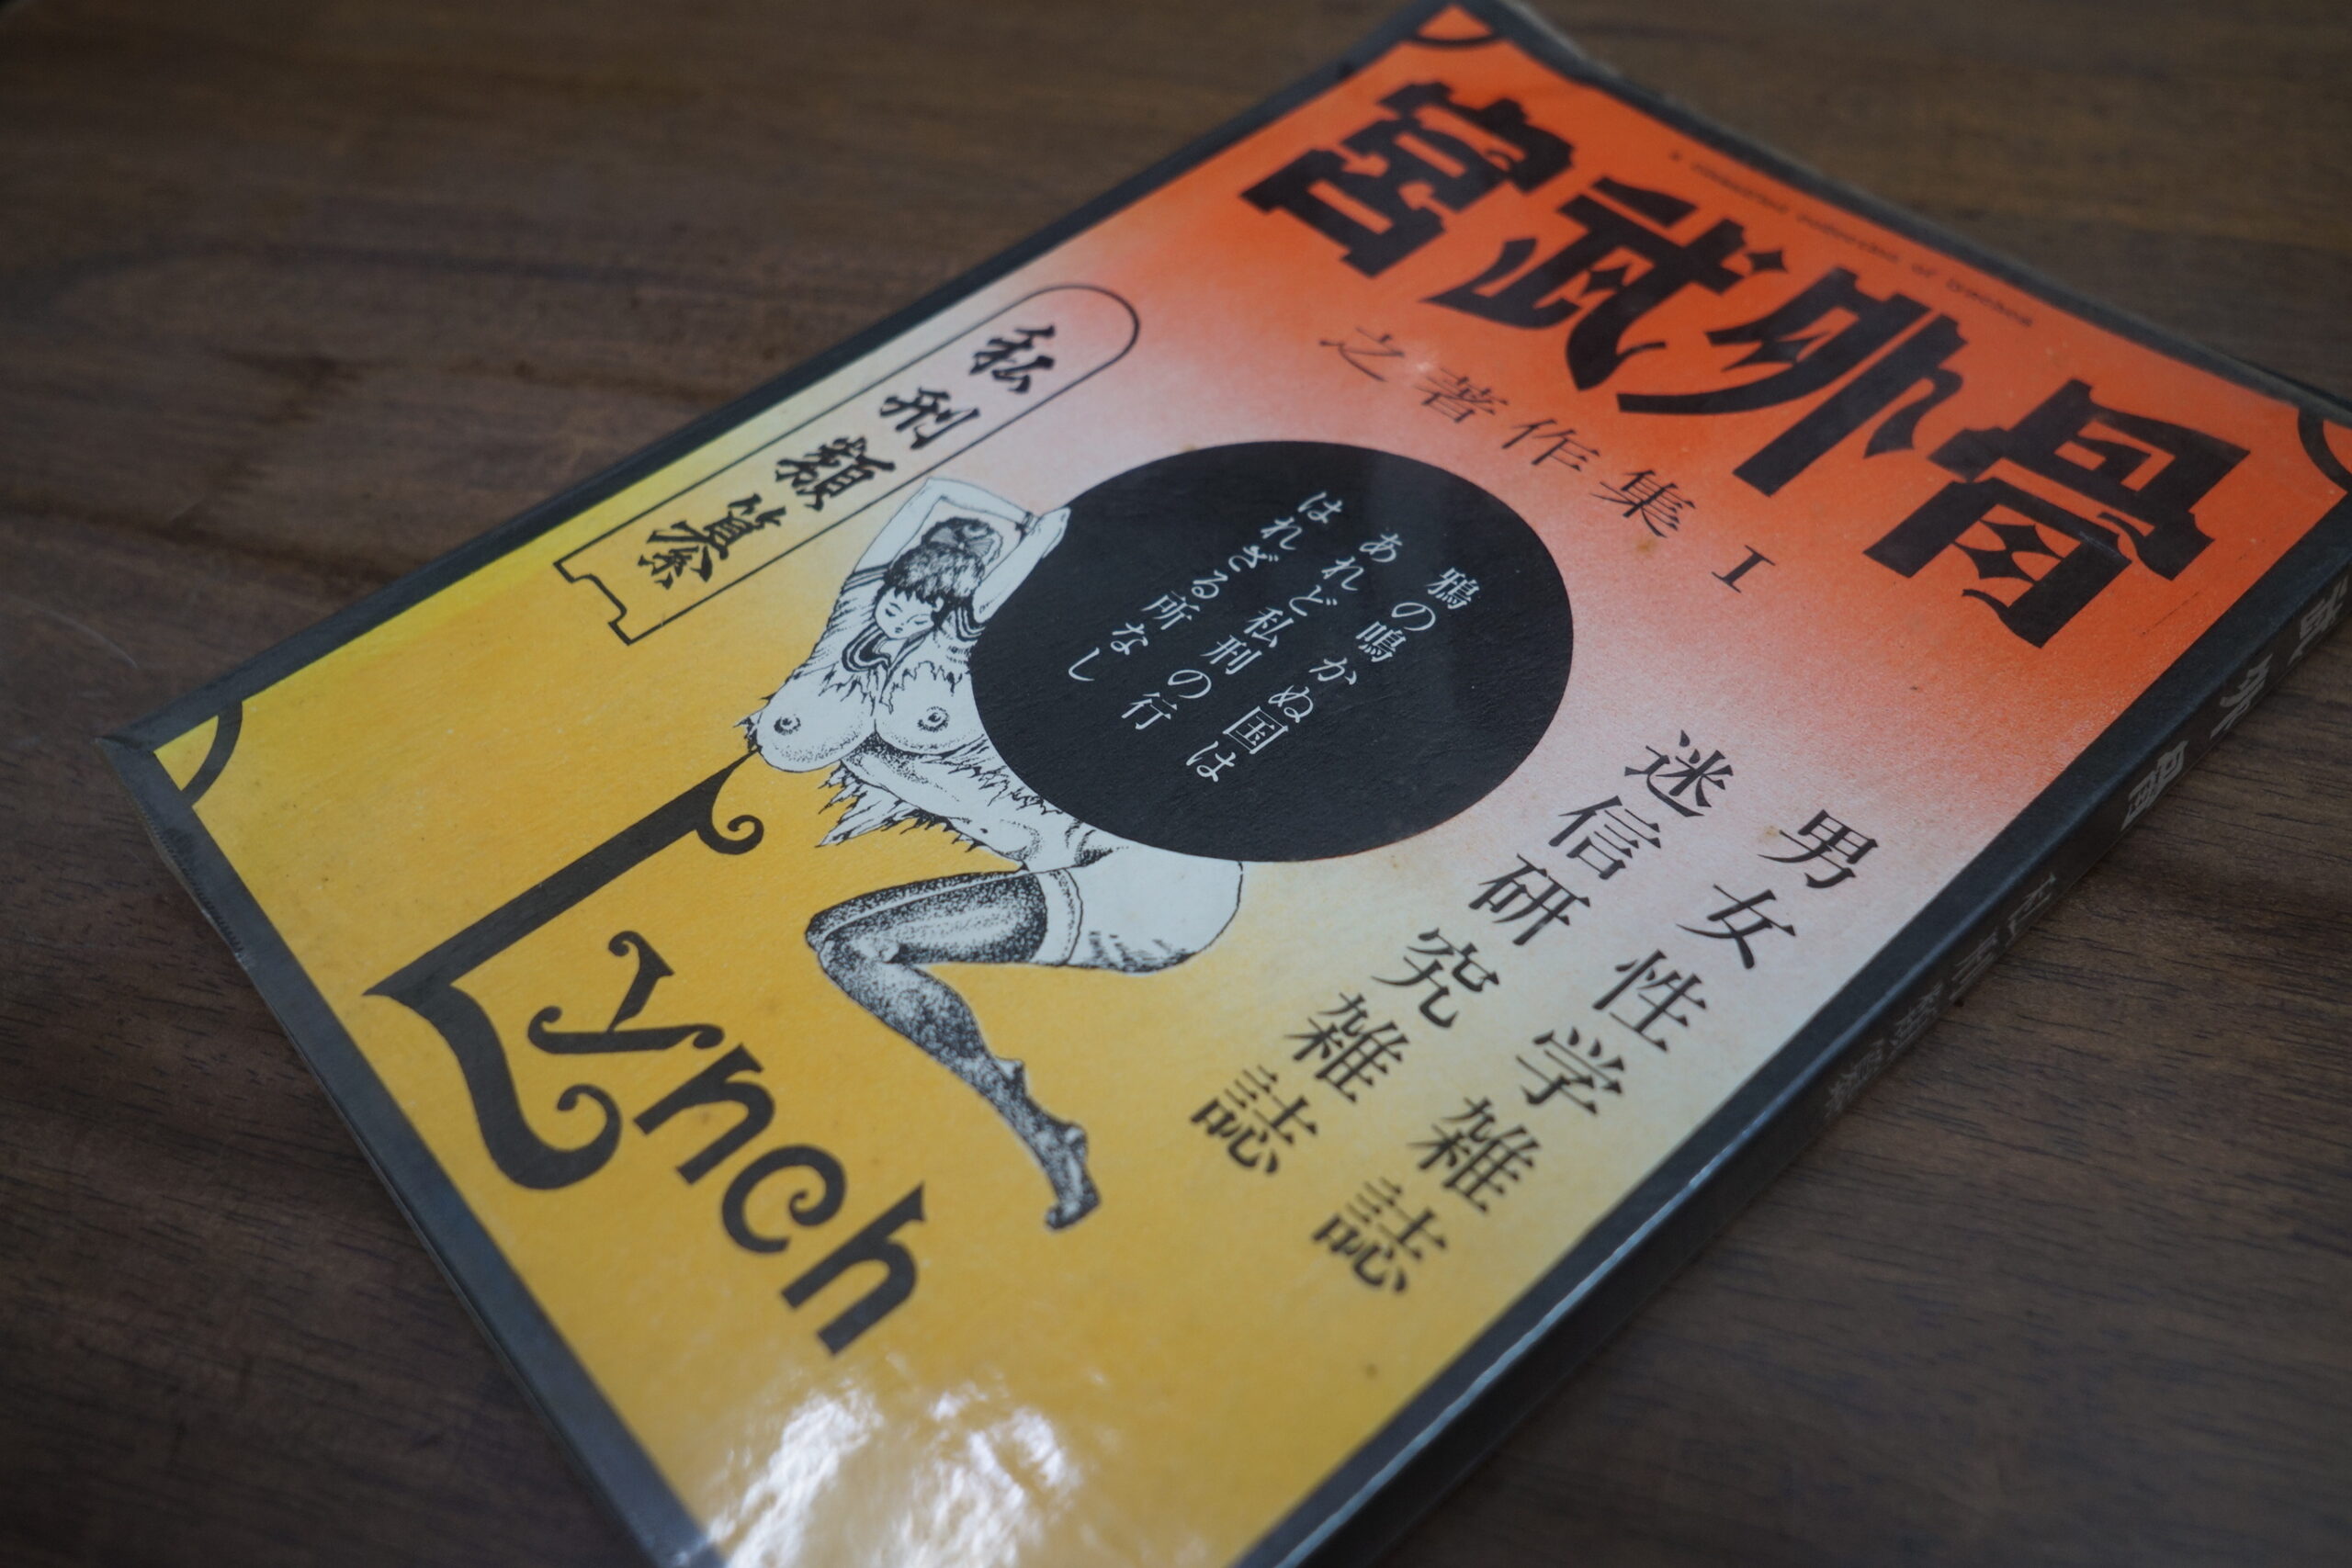 宮武外骨
之著作集 I
鴉の鳴かぬ国は
あれど私刑の行
はれざる所なし
男女性学雑誌
迷信研究雑誌
私刑類纂
Lynch